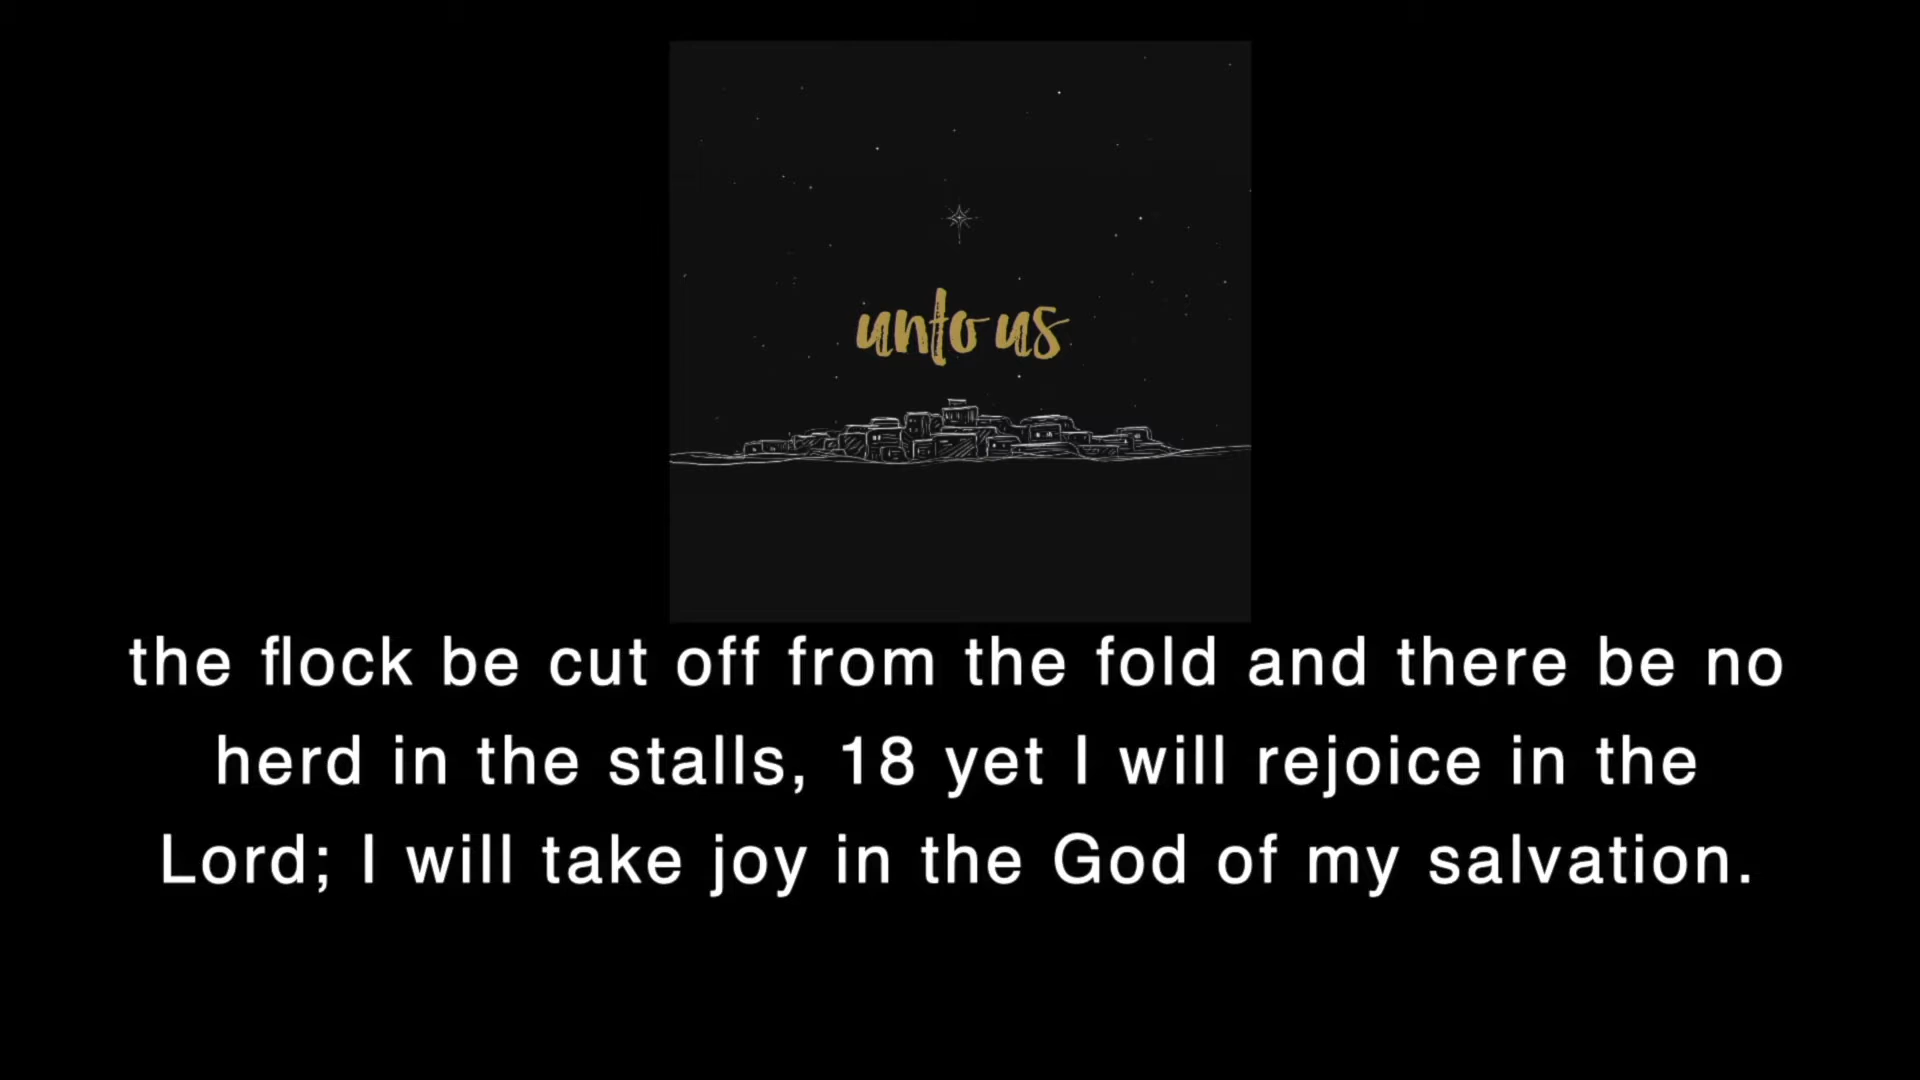 unto us
the flock be cut off from the fold and there be no
herd in the stalls, 18 yet I will rejoice in the
Lord; I will take joy in the God of my salvation.